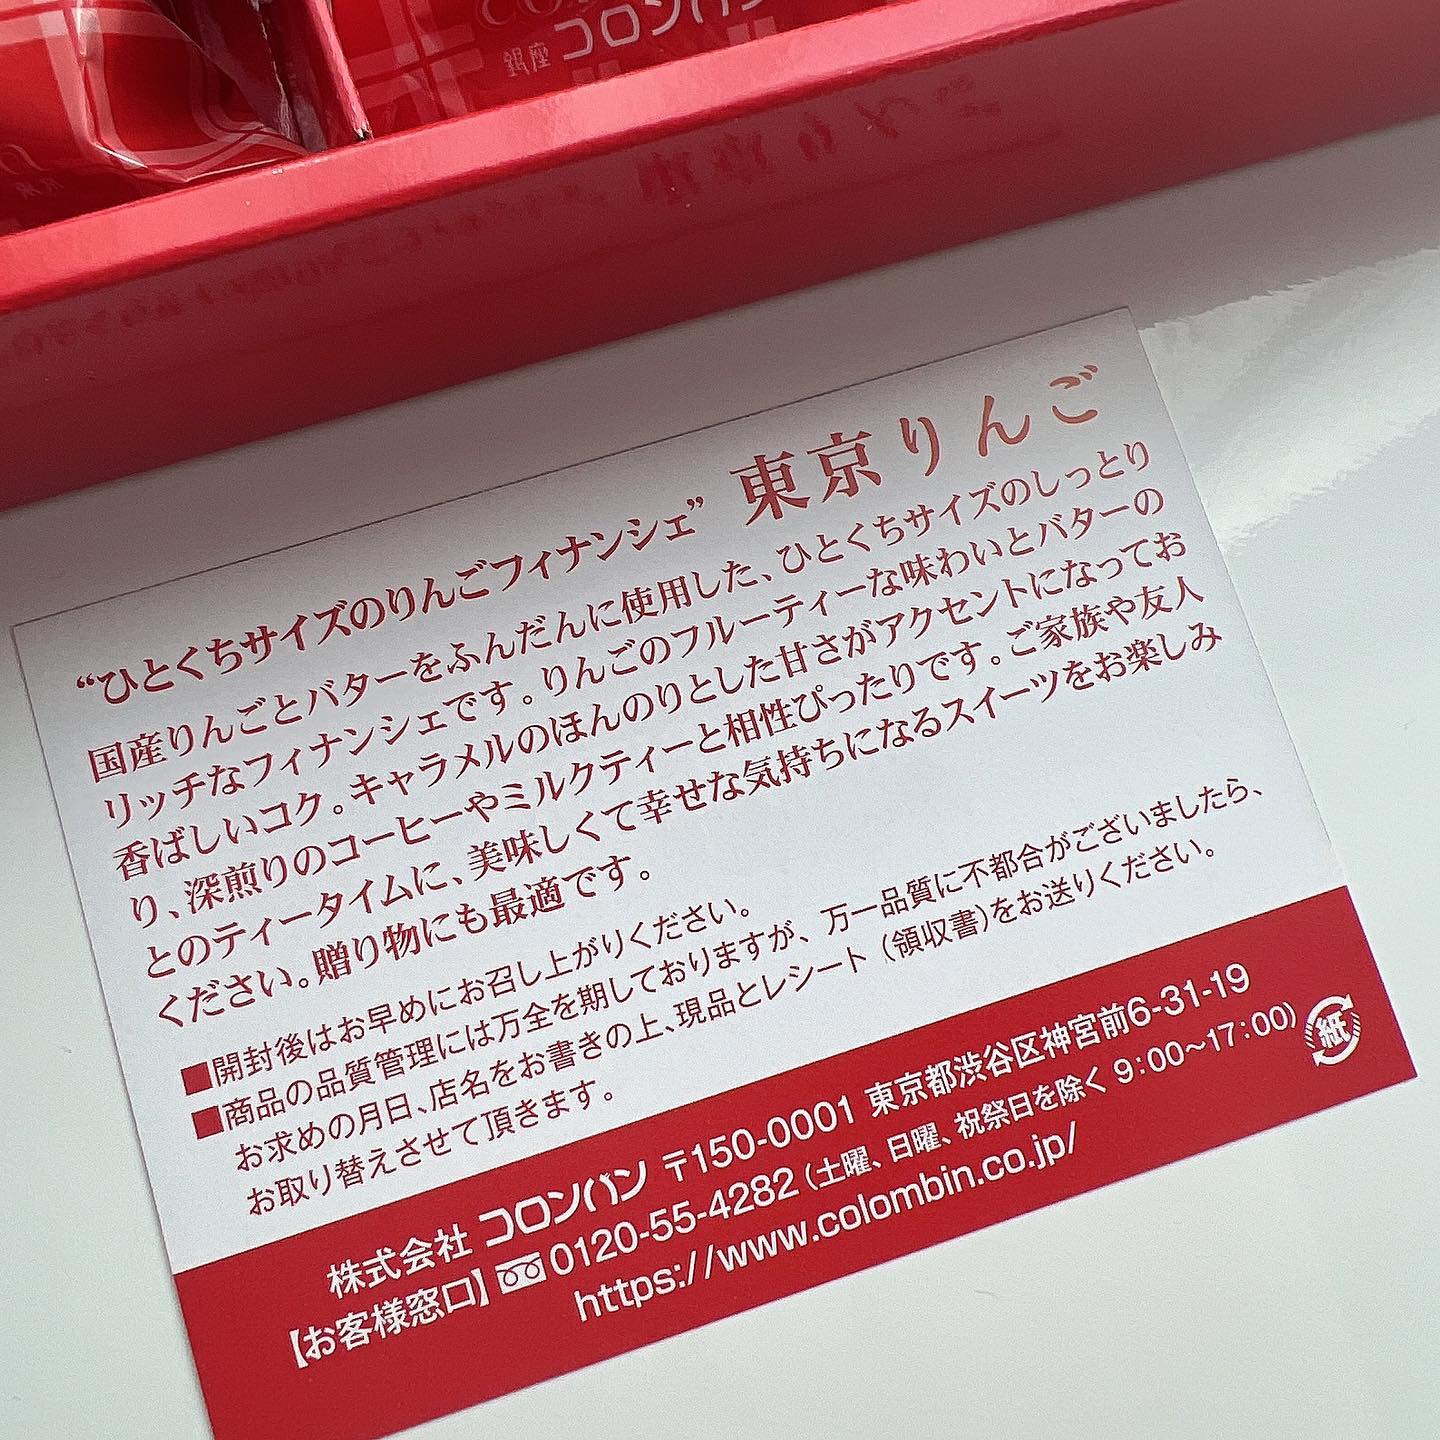 銀座 コロンバン
“ひとくちサイズのりんごフィナンシェ” 東京りんご
国産りんごとバターをふんだんに使用した、ひとくちサイズのしっとり
リッチなフィナンシェです。りんごのフルーティーな味わいとバターの
香ばしいコク。キャラメルのほんのりとした甘さがアクセントになってお
り、深煎りのコーヒーやミルクティーと相性ぴったりです。ご家族や友人
とのティータイムに、美味しくて幸せな気持ちになるスイーツをお楽しみ
ください。贈り物にも最適です。
■開封後はお早めにお召し上がりください。
■商品の品質管理には万全を期しておりますが、万一品質に不都合がございましたら、
お求めの月日、店名をお書きの上、現品とレシート（領収書）をお送りください。
お取り替えさせて頂きます。
株式会社 コロンバン 〒150-0001 東京都渋谷区神宮前6-31-19
【お客様窓口】0120-55-4282（土曜、日曜、祝祭日を除く 9：00〜17：00）
https://www.colombin.co.jp/
紙